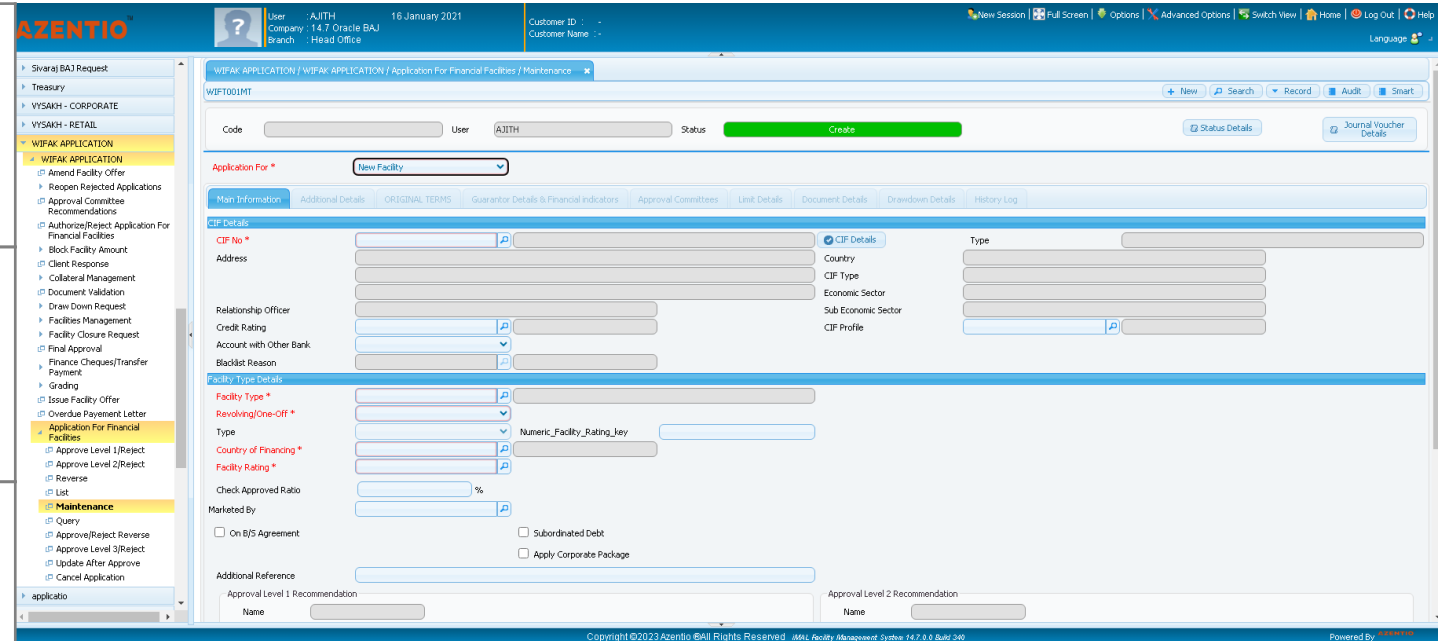 AZENTIO
User : AJITH 16 January 2021
Company : 14.7 Oracle BAJ
Branch : Head Office
Customer ID : -
Customer Name : -
New Session | Full Screen | Options | Advanced Options | Switch View | Home | Log Out | Help
Language
Sivaraj BAJ Request
Treasury
VYSAKH - CORPORATE
VYSAKH - RETAIL
WIFAK APPLICATION
WIFAK APPLICATION
Amend Facility Offer
Reopen Rejected Applications
Approval Committee
Recommendations
Authorize/Reject Application For
Financial Facilities
Block Facility Amount
Client Response
Collateral Management
Document Validation
Draw Down Request
Facilities Management
Facility Closure Request
Final Approval
Finance Cheques/Transfer
Payment
Grading
Issue Facility Offer
Overdue Payement Letter
Application For Financial
Facilities
Approve Level 1/Reject
Approve Level 2/Reject
Reverse
List
Maintenance
Query
Approve/Reject Reverse
Approve Level 3/Reject
Update After Approve
Cancel Application
applicatio
WIFAK APPLICATION / WIFAK APPLICATION / Application For Financial Facilities / Maintenance
WIFT001MT
New Search Record Audit Smart
Code User AJITH Status Create Status Details Journal Voucher
Details
Application For * New Facility
Main Information Additional Details ORIGINAL TERMS Guarantor Details & Financial indicators Approval Committees Limit Details Document Details Drawdown Details History Log
CIF Details
CIF No * CIF Details Type
Address Country
CIF Type
Economic Sector
Relationship Officer Sub Economic Sector
Credit Rating CIF Profile
Account with Other Bank
Blacklist Reason
Facility Type Details
Facility Type *
Revolving/One-Off *
Type Numeric_Facility_Rating_key
Country of Financing *
Facility Rating *
Check Approved Ratio %
Marketed By
On B/S Agreement Subordinated Debt
Apply Corporate Package
Additional Reference
Approval Level 1 Recommendation Approval Level 2 Recommendation
Name Name
Copyright ©2023 Azentio ®All Rights Reserved iMAL Facility Management System 14.7.0.0 Build 340 Powered By AZENTIO